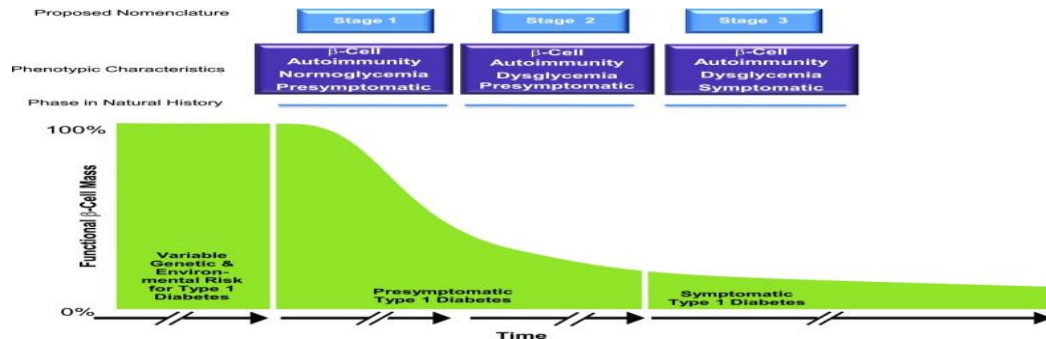 Proposed Nomenclature
Stage 1
Stage 2
Stage 3
Phenotypic Characteristics
β-Cell
Autoimmunity
Normoglycemia
Presymptomatic
β-Cell
Autoimmunity
Dysglycemia
Presymptomatic
β-Cell
Autoimmunity
Dysglycemia
Symptomatic
Phase in Natural History
100%
Functional β-Cell Mass
Variable
Genetic &
Environ-
mental Risk
for Type 1
Diabetes
Presymptomatic
Type 1 Diabetes
Symptomatic
Type 1 Diabetes
0%
Time